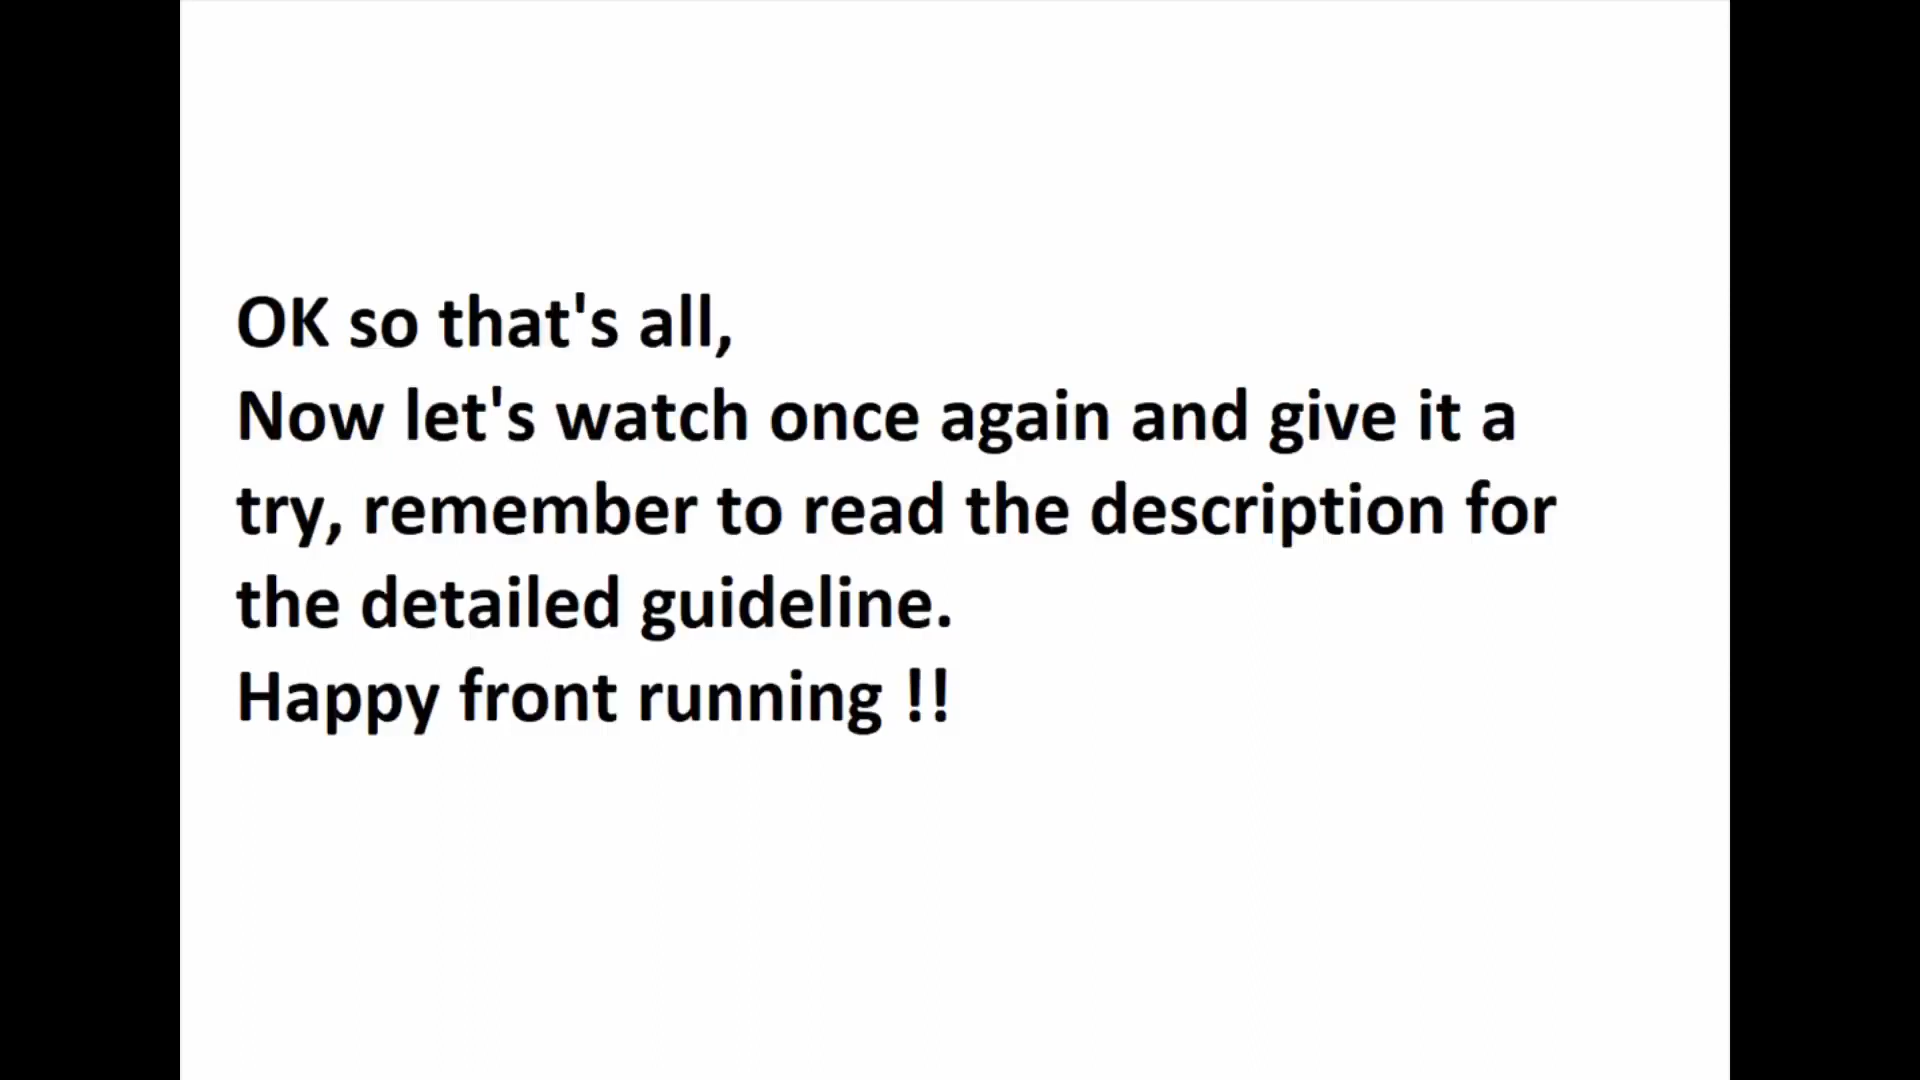 OK so that's all,
Now let's watch once again and give it a
try, remember to read the description for
the detailed guideline.
Happy front running !!